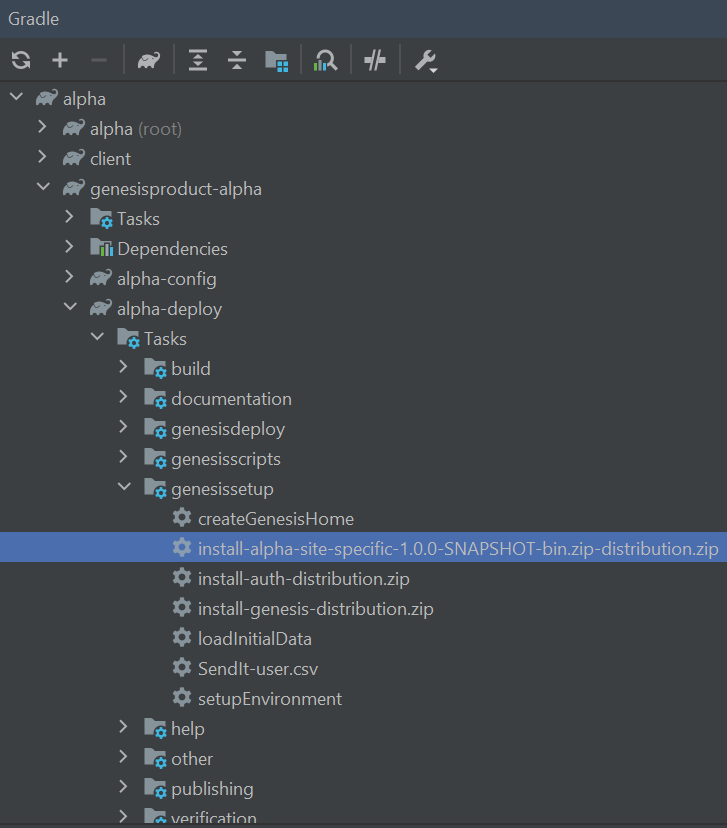 Gradle
alpha
alpha (root)
client
genesisproduct-alpha
Tasks
Dependencies
alpha-config
alpha-deploy
Tasks
build
documentation
genesisdeploy
genesisscripts
genesissetup
createGenesisHome
install-alpha-site-specific-1.0.0-SNAPSHOT-bin.zip-distribution.zip
install-auth-distribution.zip
install-genesis-distribution.zip
loadInitialData
SendIt-user.csv
setupEnvironment
help
other
publishing
verification